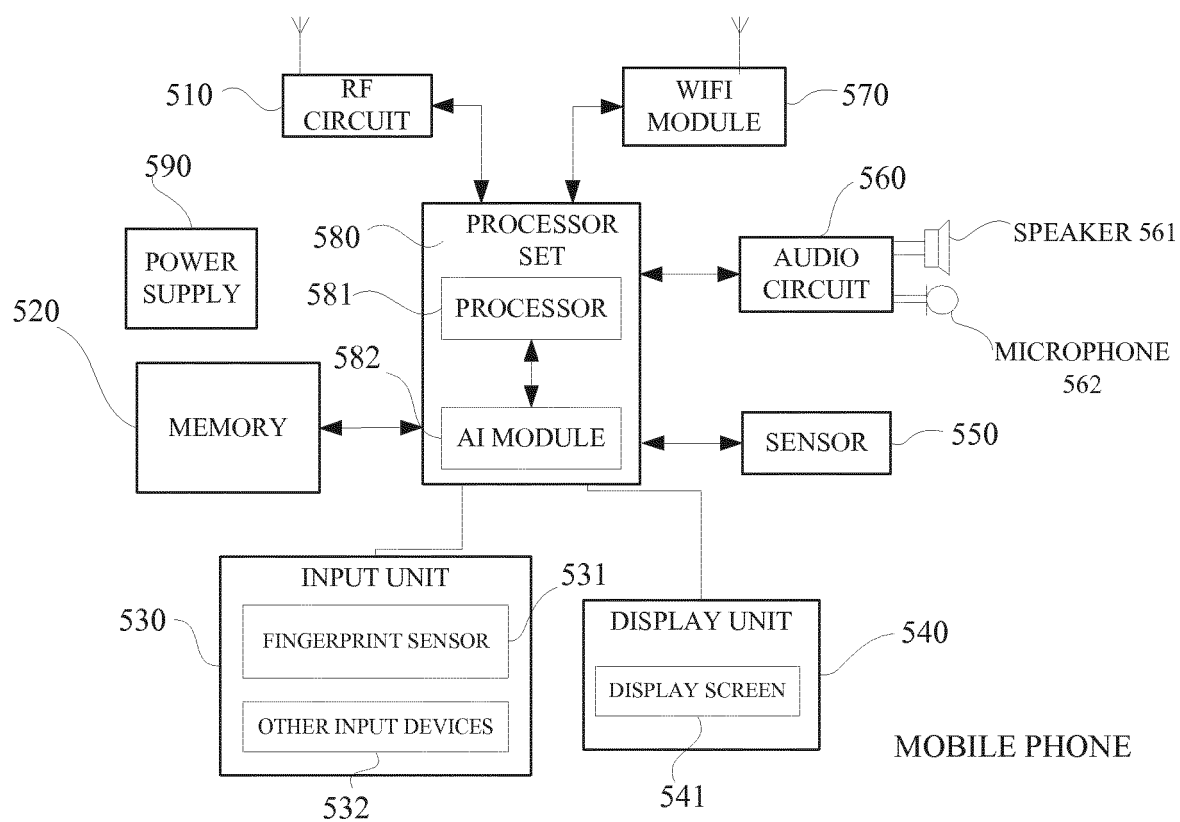 510
RF
CIRCUIT
WIFI
MODULE
570
590
POWER
SUPPLY
580
PROCESSOR
SET
560
AUDIO
CIRCUIT
SPEAKER 561
MICROPHONE
562
581
PROCESSOR
520
MEMORY
582
AI MODULE
SENSOR
550
INPUT UNIT
531
530
FINGERPRINT SENSOR
OTHER INPUT DEVICES
532
DISPLAY UNIT
540
DISPLAY SCREEN
541
MOBILE PHONE